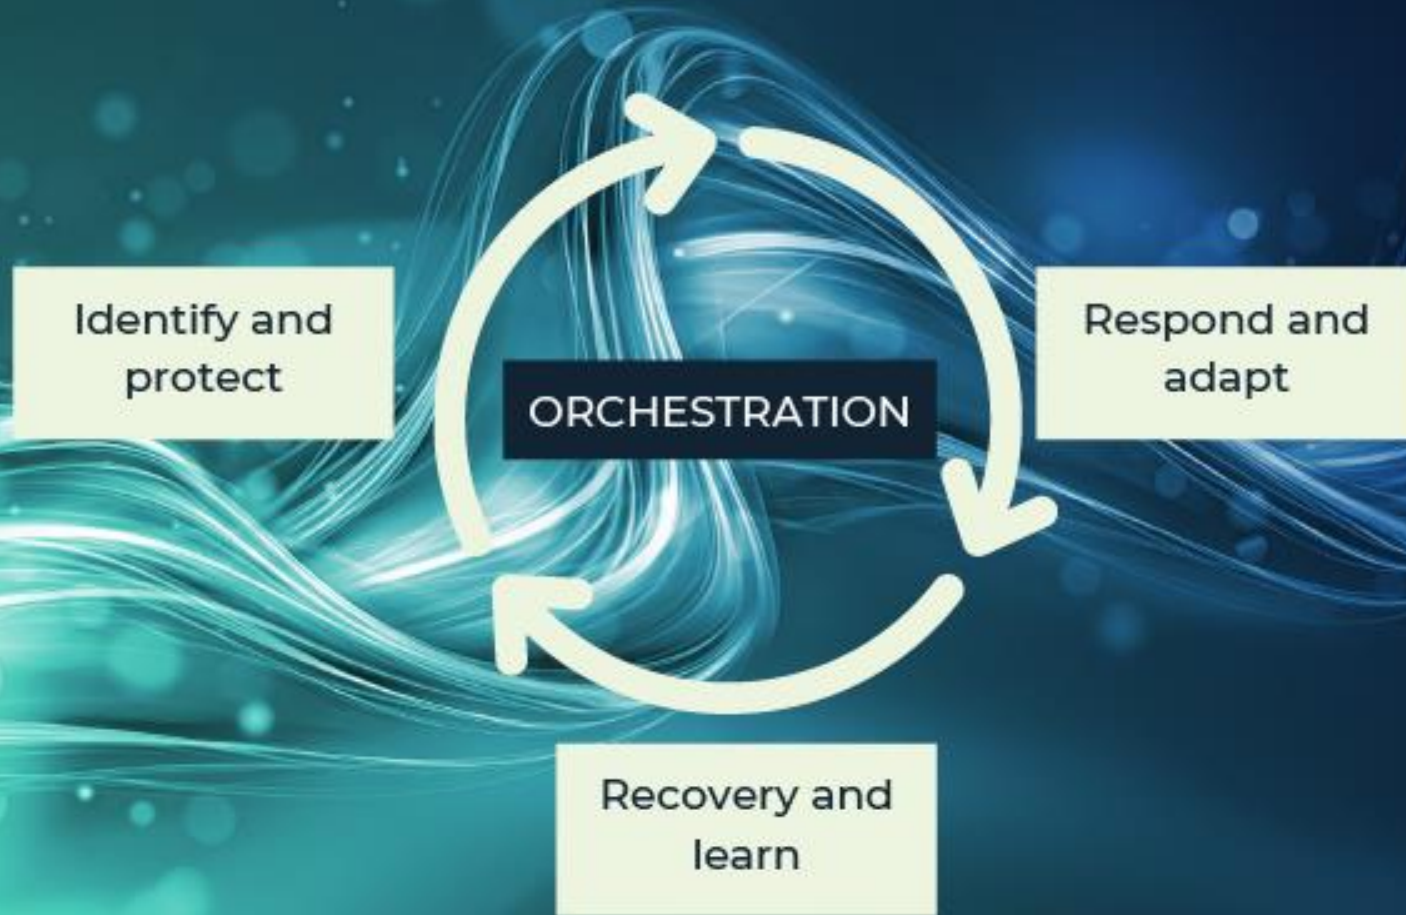 Identify and
protect
ORCHESTRATION
Respond and
adapt
Recovery and
learn